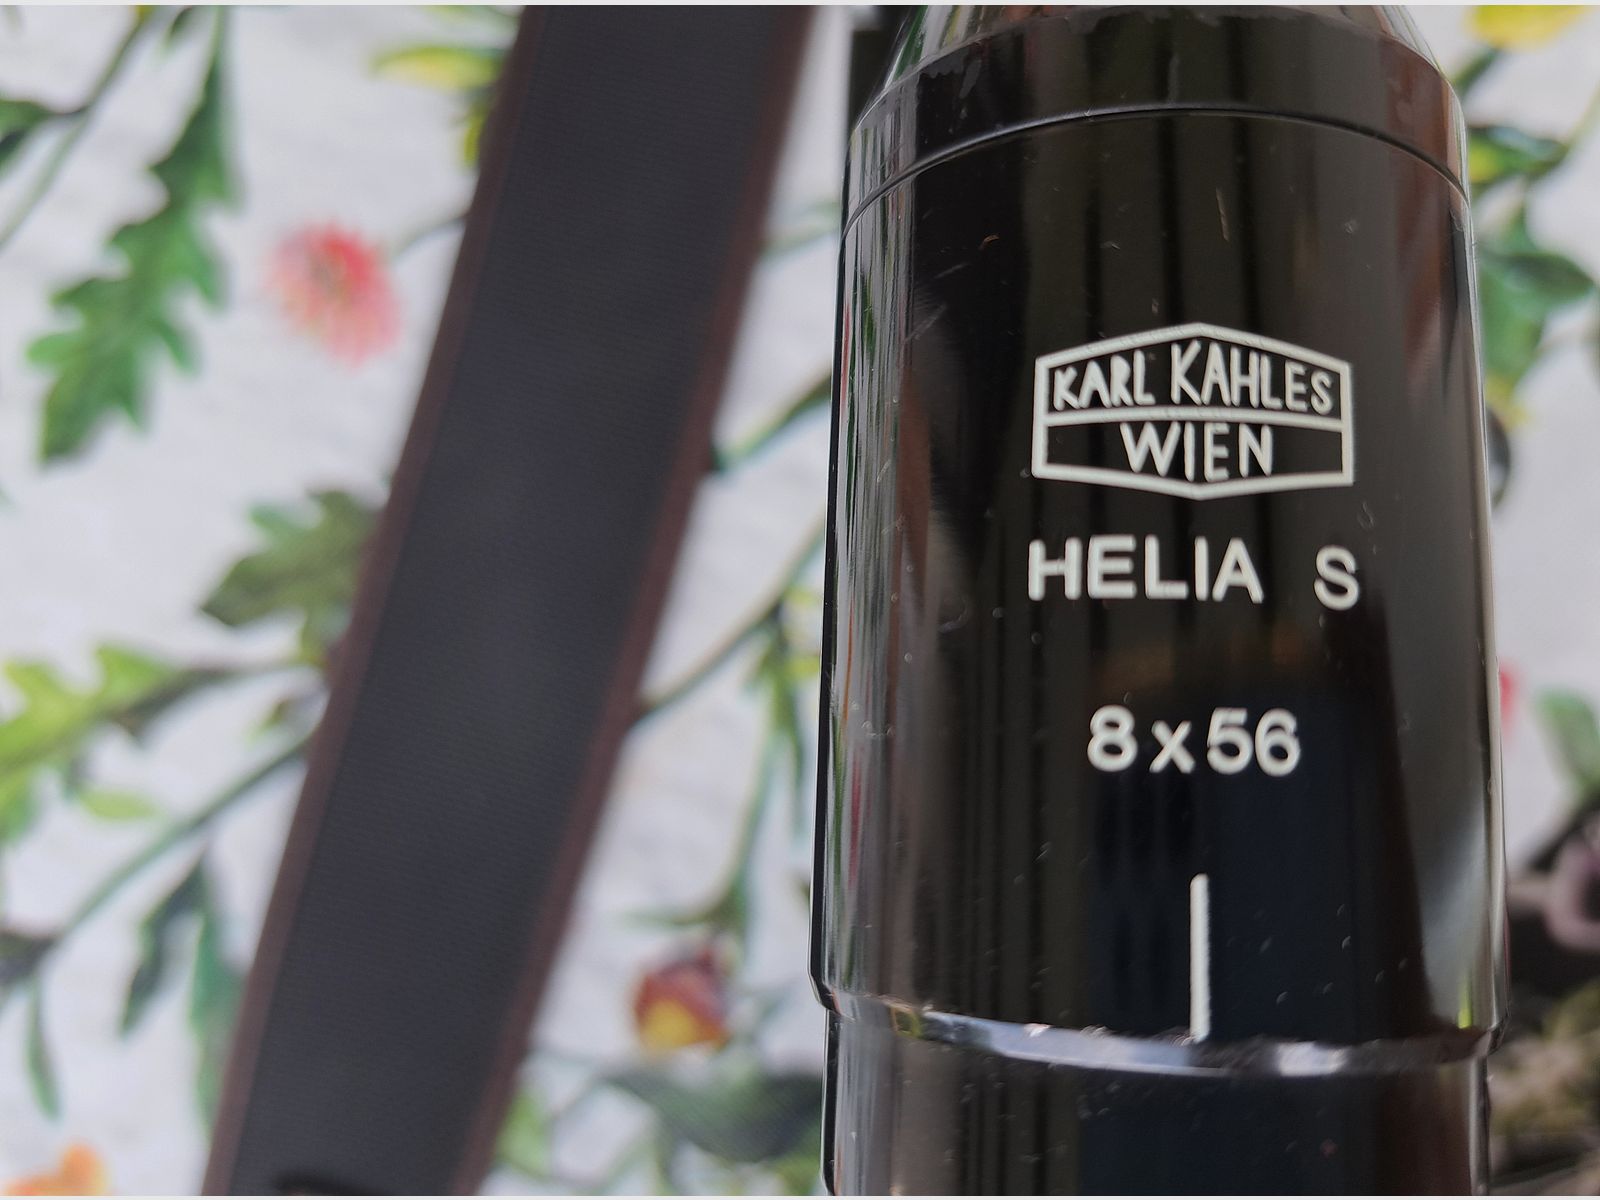 KARL KAHLES
WIEN
HELIA S
8x56